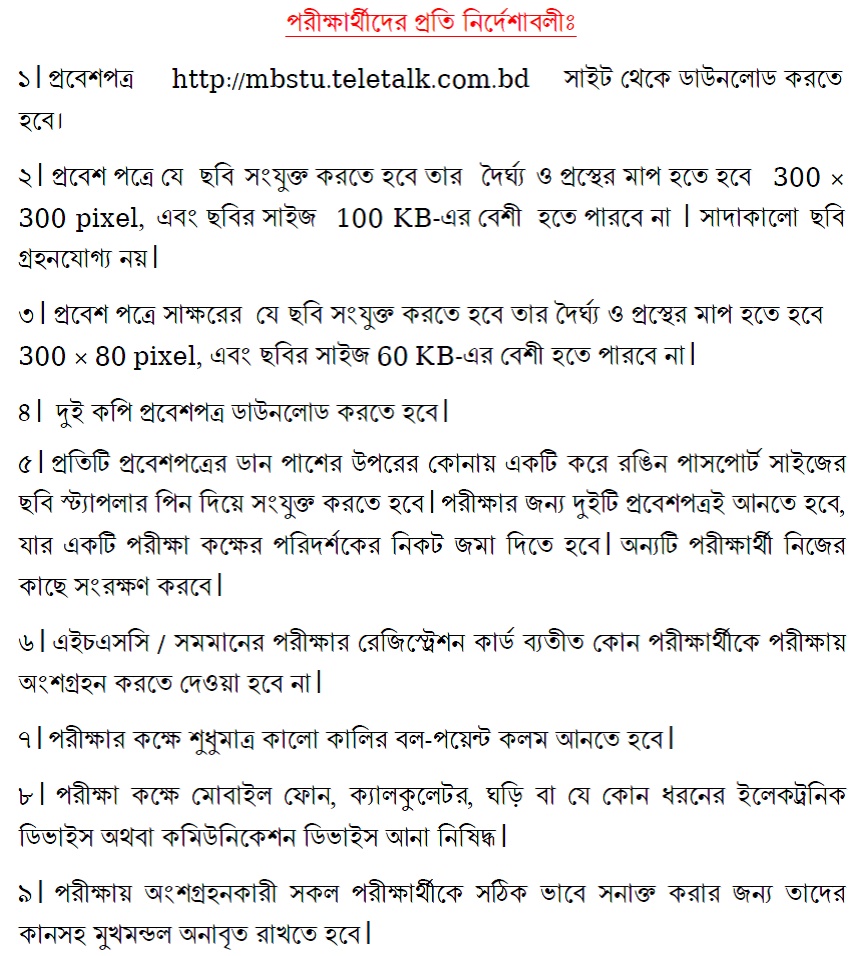 পরীক্ষার্থীদের প্রতি নির্দেশাবলীঃ
১| প্রবেশপত্র http://mbstu.teletalk.com.bd সাইট থেকে ডাউনলোড করতে
হবে।
২| প্রবেশ পত্রে যে ছবি সংযুক্ত করতে হবে তার দৈর্ঘ্য ও প্রস্থের মাপ হতে হবে 300 ×
300 pixel, এবং ছবির সাইজ 100 KB-এর বেশী হতে পারবে না | সাদাকালো ছবি
গ্রহনযোগ্য নয়|
৩| প্রবেশ পত্রে সাক্ষরের যে ছবি সংযুক্ত করতে হবে তার দৈর্ঘ্য ও প্রস্থের মাপ হতে হবে
300 × 80 pixel, এবং ছবির সাইজ 60 KB-এর বেশী হতে পারবে না|
৪| দুই কপি প্রবেশপত্র ডাউনলোড করতে হবে|
৫| প্রতিটি প্রবেশপত্রের ডান পাশের উপরের কোনায় একটি করে রঙিন পাসপোর্ট সাইজের
ছবি স্ট্যাপলার পিন দিয়ে সংযুক্ত করতে হবে| পরীক্ষার জন্য দুইটি প্রবেশপত্রই আনতে হবে,
যার একটি পরীক্ষা কক্ষের পরিদর্শকের নিকট জমা দিতে হবে| অন্যটি পরীক্ষার্থী নিজের
কাছে সংরক্ষণ করবে|
৬| এইচএসসি / সমমানের পরীক্ষার রেজিস্ট্রেশন কার্ড ব্যতীত কোন পরীক্ষার্থীকে পরীক্ষায়
অংশগ্রহন করতে দেওয়া হবে না|
৭| পরীক্ষার কক্ষে শুধুমাত্র কালো কালির বল-পয়েন্ট কলম আনতে হবে|
৮| পরীক্ষা কক্ষে মোবাইল ফোন, ক্যালকুলেটর, ঘড়ি বা যে কোন ধরনের ইলেকট্রনিক
ডিভাইস অথবা কমিউনিকেশন ডিভাইস আনা নিষিদ্ধ|
৯| পরীক্ষায় অংশগ্রহনকারী সকল পরীক্ষার্থীকে সঠিক ভাবে সনাক্ত করার জন্য তাদের
কানসহ মুখমন্ডল অনাবৃত রাখতে হবে|